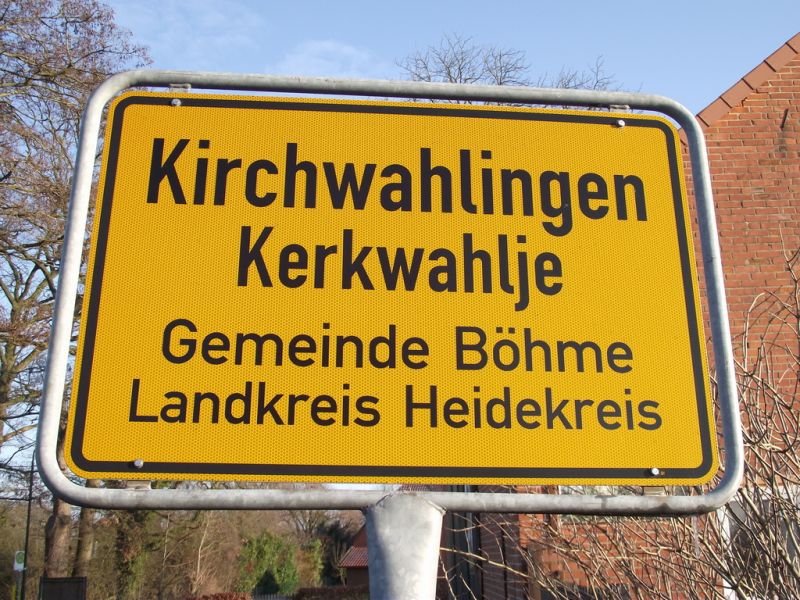 Kirchwahlingen
Kerkwahlje
Gemeinde Böhme
Landkreis Heidekreis